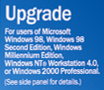 Upgrade
For users of Microsoft
Windows 98, Windows 98
Second Edition, Windows
Millennium Edition,
Windows NT® Workstation 4.0,
or Windows 2000 Professional.
(See side panel for details.)